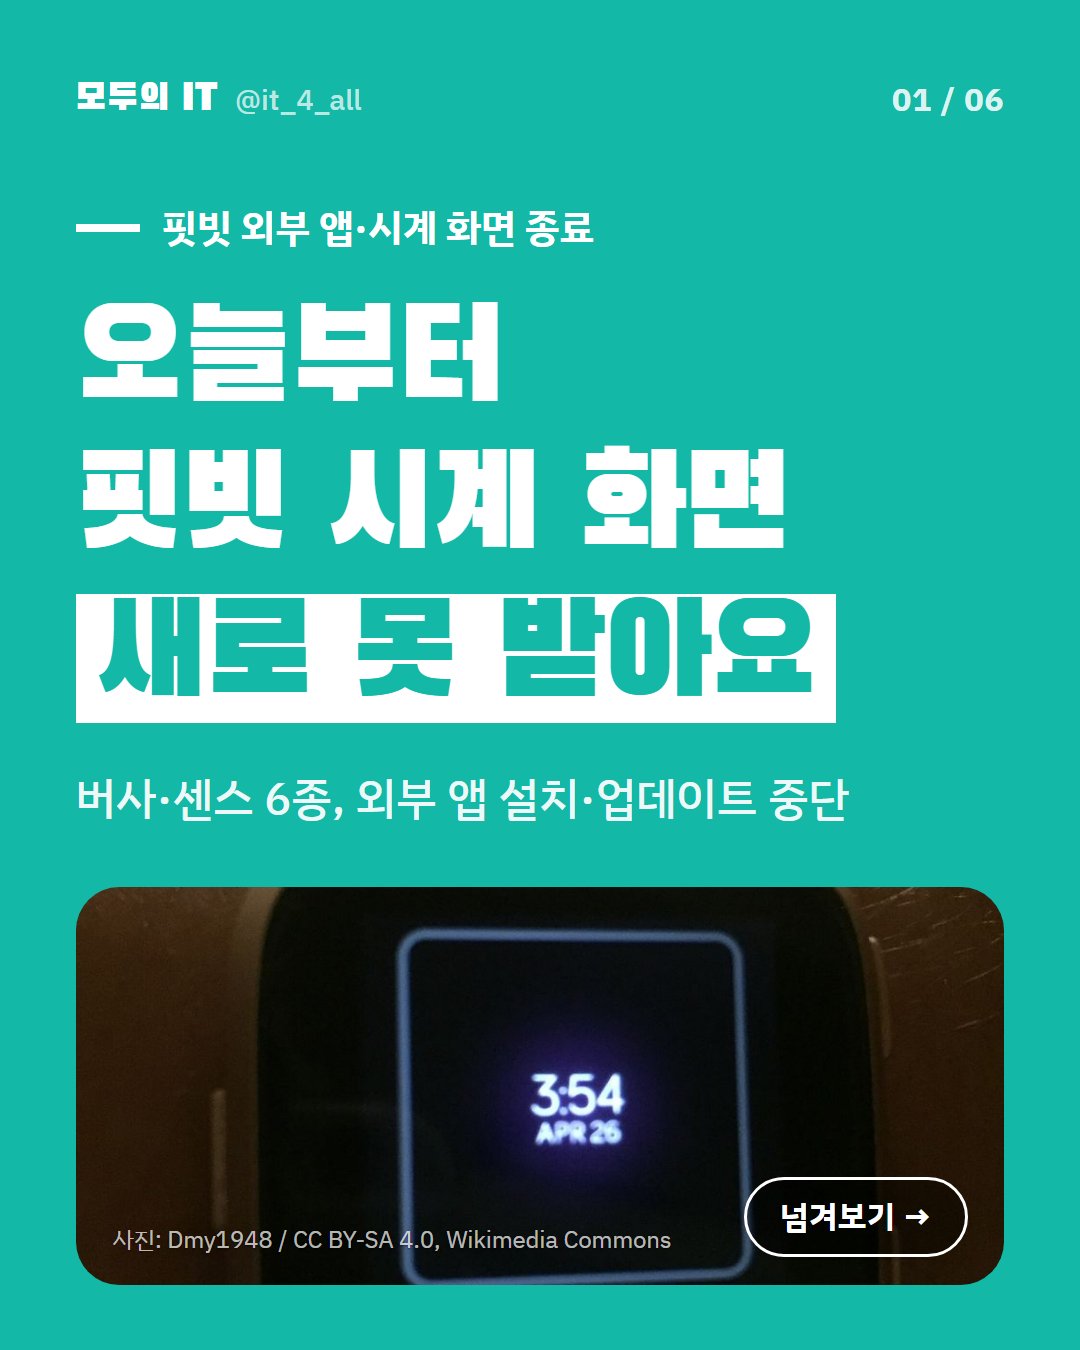 모두의 IT @it_4_all
01 / 06
핏빗 외부 앱·시계 화면 종료
오늘부터
핏빗 시계 화면
새로 못 받아요
버사·센스 6종, 외부 앱 설치·업데이트 중단
3:54
APR 26
넘겨보기 →
사진: Dmy1948 / CC BY-SA 4.0, Wikimedia Commons